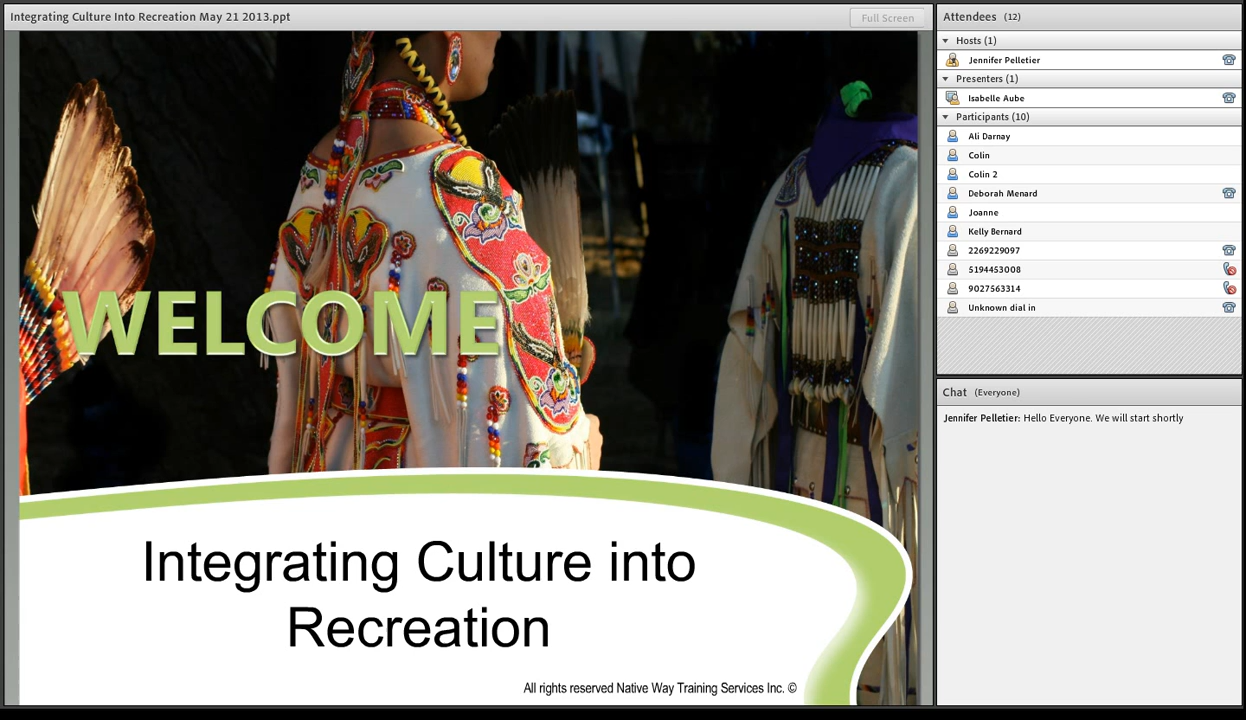 Integrating Culture Into Recreation May 21 2013.ppt
Full Screen
WELCOME
Integrating Culture into
Recreation
All rights reserved Native Way Training Services Inc. ©
Attendees (12)
Hosts (1)
Jennifer Pelletier
Presenters (1)
Isabelle Aube
Participants (10)
Ali Darnay
Colin
Colin 2
Deborah Menard
Joanne
Kelly Bernard
2269229097
5194453008
9027563314
Unknown dial in
Chat (Everyone)
Jennifer Pelletier: Hello Everyone. We will start shortly